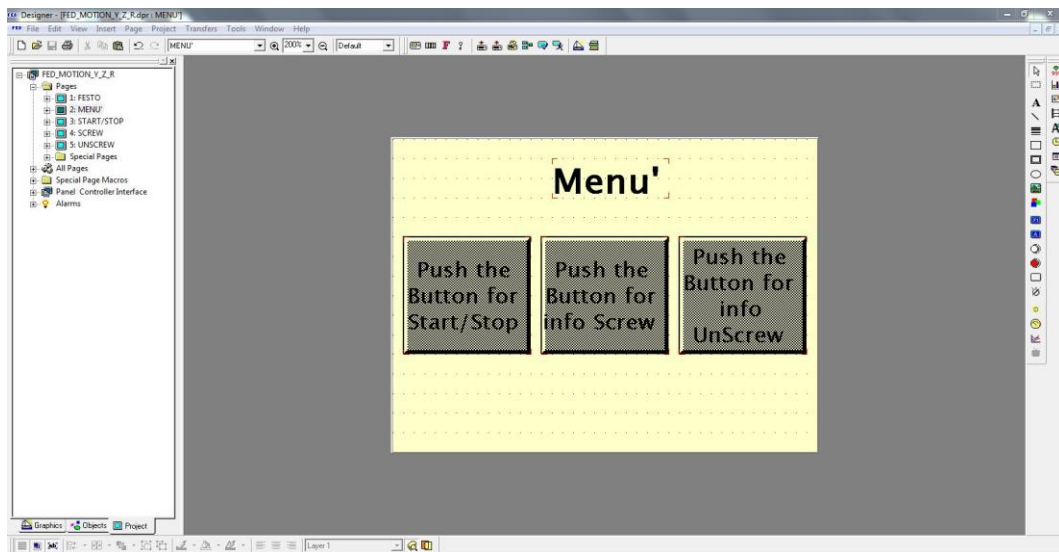 Designer - [FED_MOTION_Y_Z_R.dpr : MENU']
File Edit View Insert Page Project Transfers Tools Window Help
MENU' 200% Default
FED_MOTION_Y_Z_R
Pages
1: FESTO
2: MENU'
3: START/STOP
4: SCREW
5: UNSCREW
Special Pages
All Pages
Special Page Macros
Panel Controller Interface
Alarms
Menu'
Push the
Button for
Start/Stop
Push the
Button for
info Screw
Push the
Button for
info
UnScrew
Graphics Objects Project
Layer 1